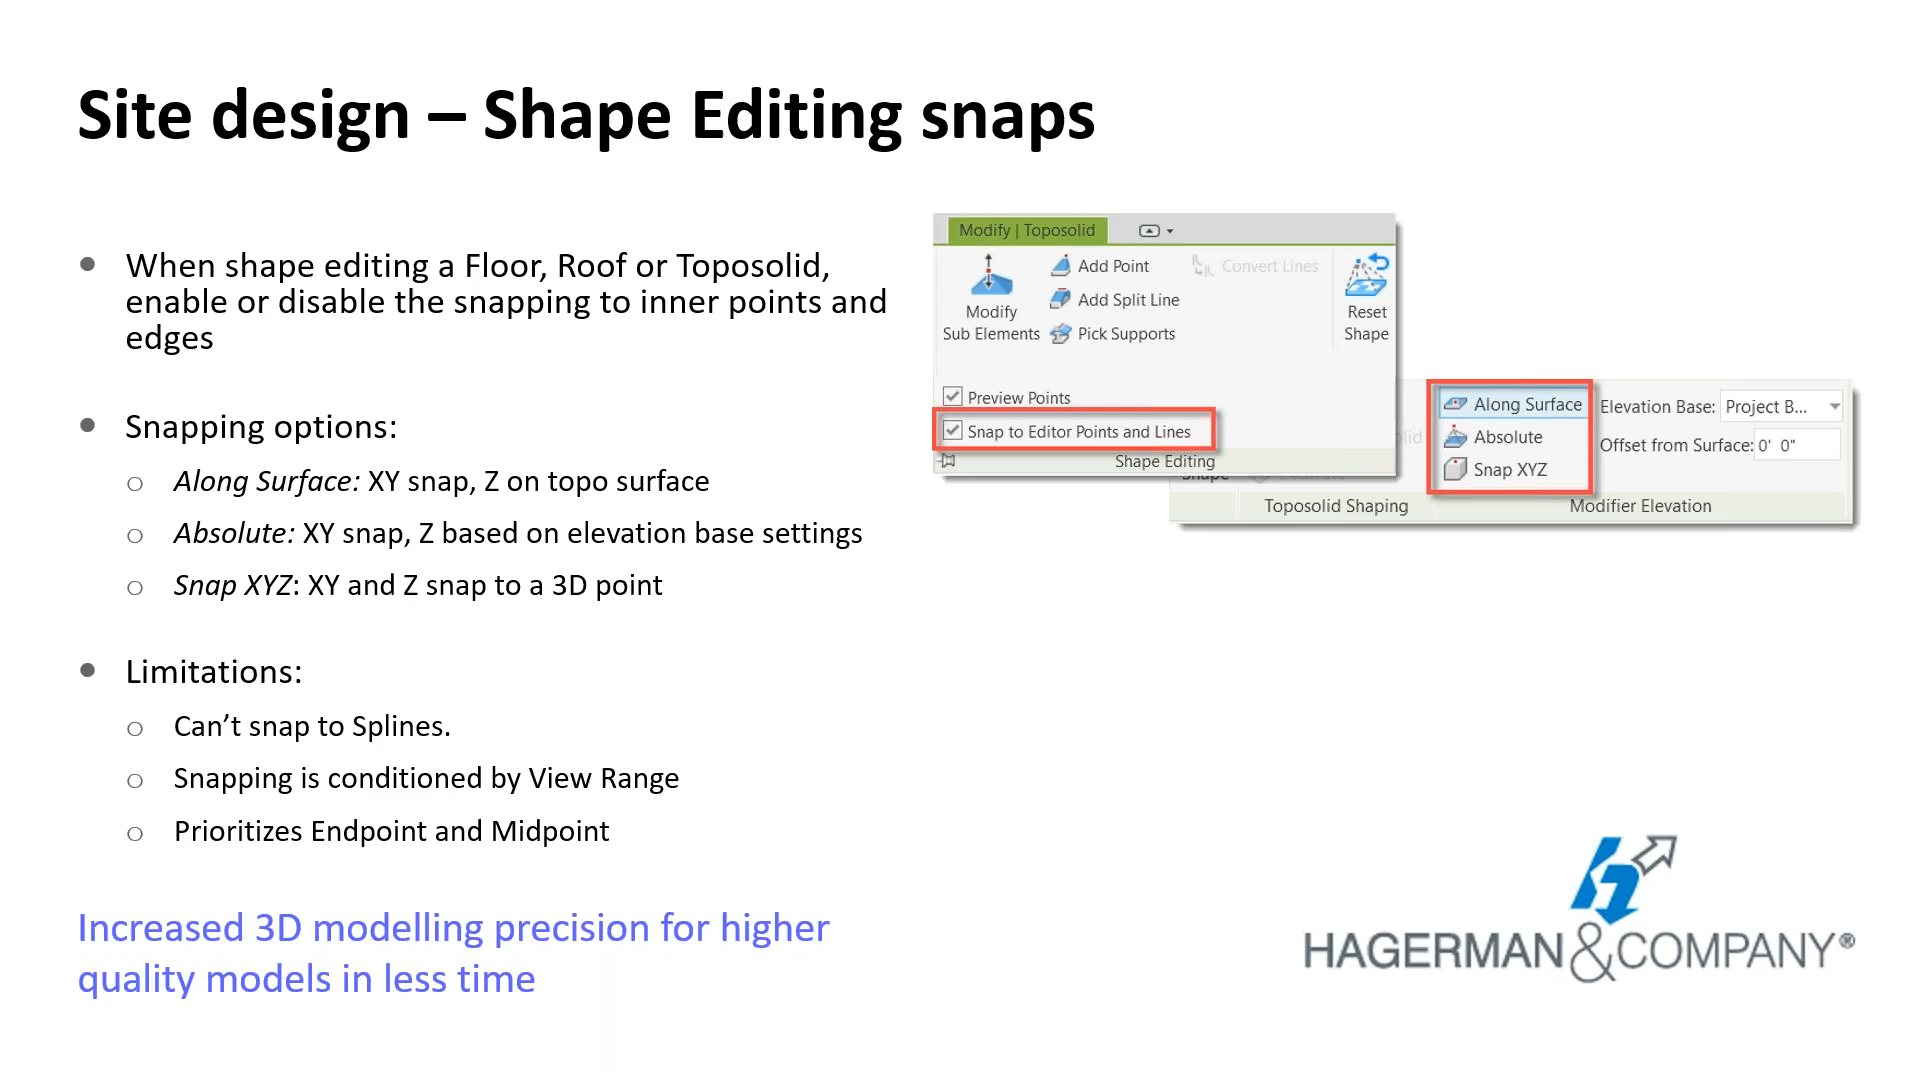 Site design – Shape Editing snaps
When shape editing a Floor, Roof or Toposolid,
enable or disable the snapping to inner points and
edges
Snapping options:
Along Surface: XY snap, Z on topo surface
Absolute: XY snap, Z based on elevation base settings
Snap XYZ: XY and Z snap to a 3D point
Limitations:
Can’t snap to Splines.
Snapping is conditioned by View Range
Prioritizes Endpoint and Midpoint
Increased 3D modelling precision for higher
quality models in less time
Modify | Toposolid
Modify
Sub Elements
Add Point
Add Split Line
Pick Supports
Convert Lines
Reset
Shape
Preview Points
Snap to Editor Points and Lines
Shape Editing
Along Surface
Absolute
Snap XYZ
Elevation Base: Project B...
Offset from Surface: 0' 0"
Toposolid Shaping
Modifier Elevation
HAGERMAN & COMPANY®